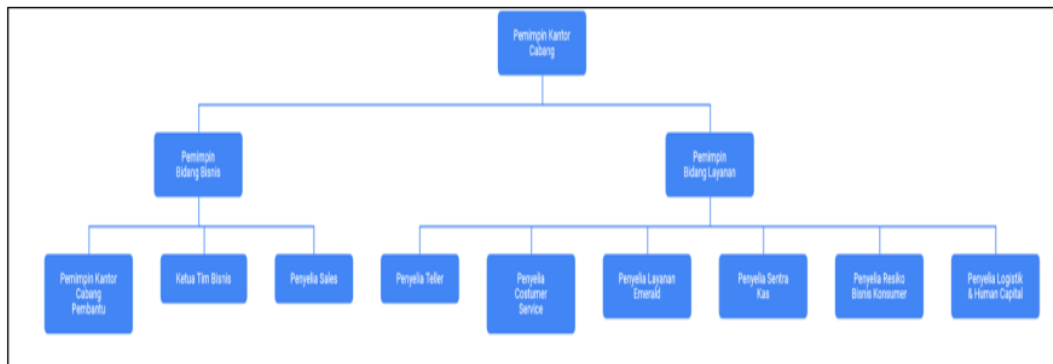 Pemimpin Kantor
Cabang
Pemimpin
Bidang Bisnis
Pemimpin
Bidang Layanan
Pemimpin Kantor
Cabang
Pembantu
Ketua Tim Bisnis
Penyelia Sales
Penyelia Teller
Penyelia
Costumer
Service
Penyelia Layanan
Emerald
Penyelia Sentra
Kas
Penyelia Resiko
Bisnis Konsumer
Penyelia Logistik
& Human Capital